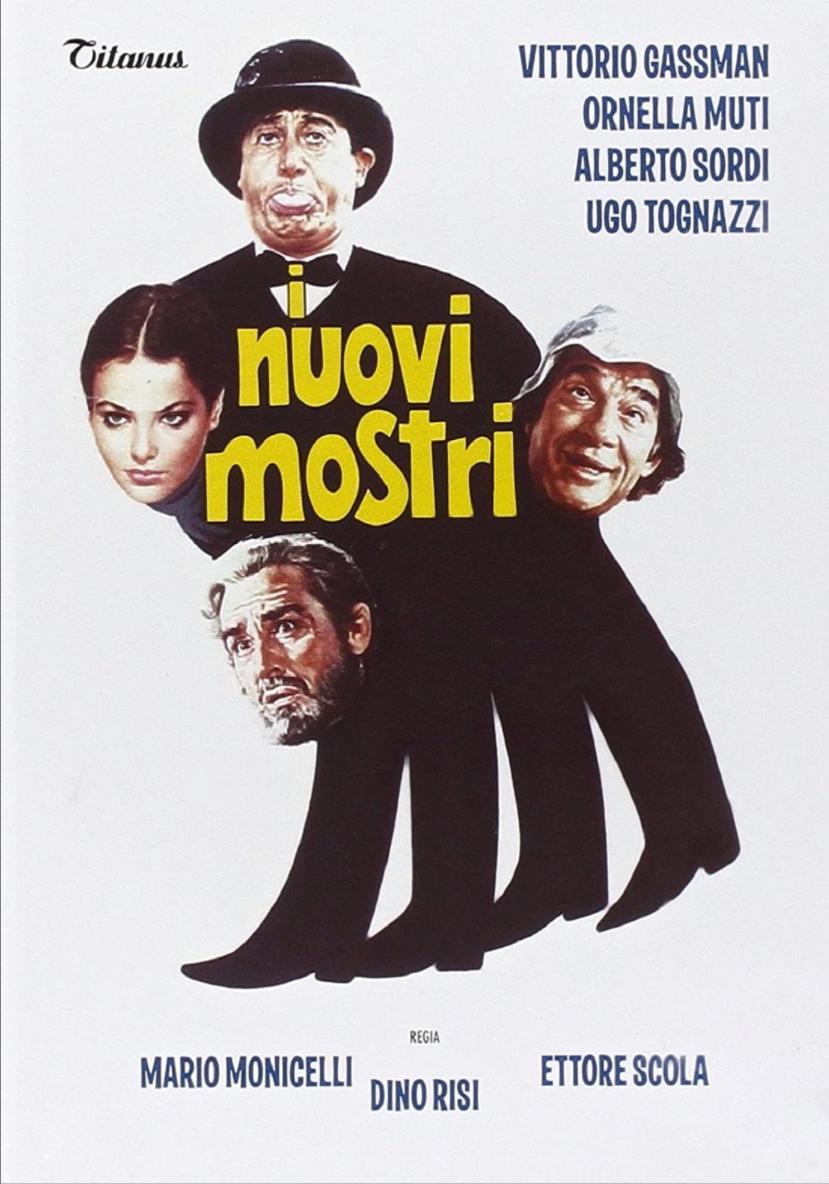 Titanus
VITTORIO GASSMAN
ORNELLA MUTI
ALBERTO SORDI
UGO TOGNAZZI
i
nuovi
moStri
REGIA
MARIO MONICELLI
DINO RISI
ETTORE SCOLA